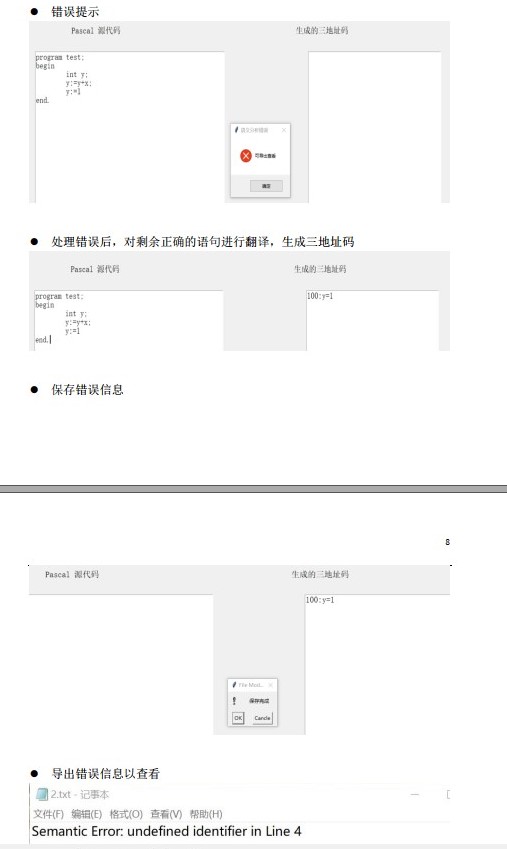 ● 错误提示
Pascal 源代码 生成的三地址码
program test;
begin
int y;
y:=y+x;
y:=1
end.
语义分析错误
可导出查看
确定
● 处理错误后，对剩余正确的语句进行翻译，生成三地址码
Pascal 源代码 生成的三地址码
program test;
begin
int y;
y:=y+x;
y:=1
end.
100:y=1
● 保存错误信息
8
Pascal 源代码 生成的三地址码
100:y=1
File Modi...
保存完成
OK Cancle
● 导出错误信息以查看
2.txt - 记事本
文件(F) 编辑(E) 格式(O) 查看(V) 帮助(H)
Semantic Error: undefined identifier in Line 4